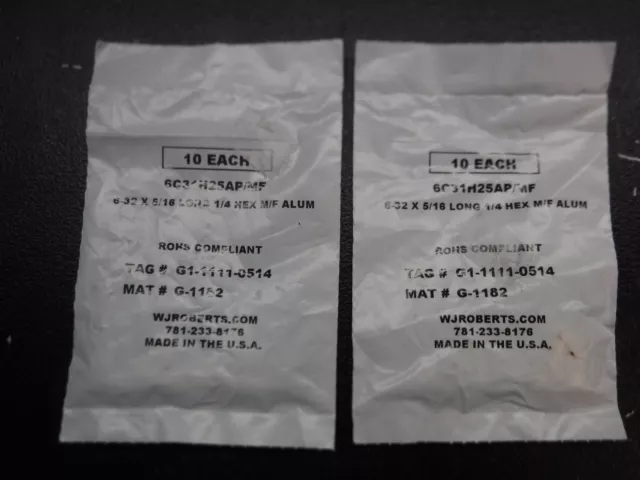 10 EACH
6C31H25AP/MF
6-32 X 5/16 LONG 1/4 HEX M/F ALUM
ROHS COMPLIANT
TAG # G1-1111-0514
MAT # G-1182
WJROBERTS.COM
781-233-8176
MADE IN THE U.S.A.
10 EACH
6C31H25AP/MF
6-32 X 5/16 LONG 1/4 HEX M/F ALUM
ROHS COMPLIANT
TAG # G1-1111-0514
MAT # G-1182
WJROBERTS.COM
781-233-8176
MADE IN THE U.S.A.